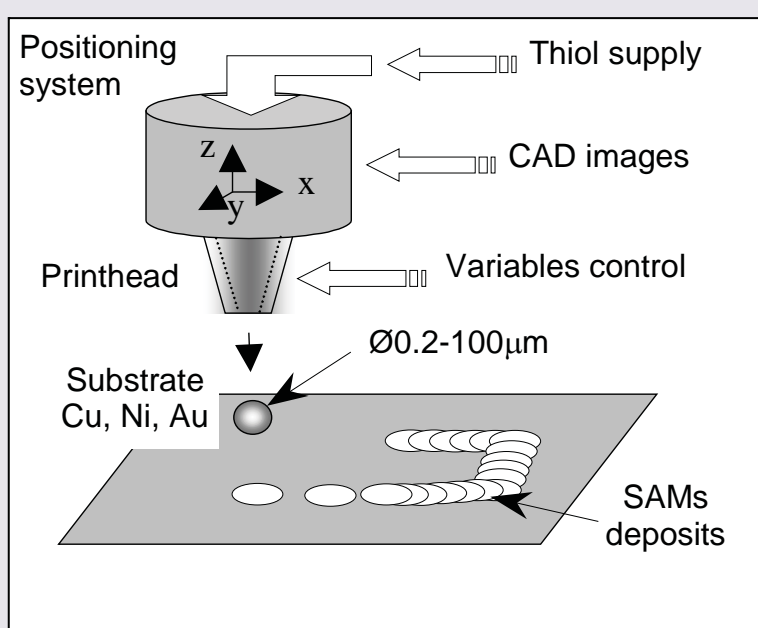 Positioning
system
Thiol supply
CAD images
z
x
y
Printhead
Variables control
Ø0.2-100μm
Substrate
Cu, Ni, Au
SAMs
deposits